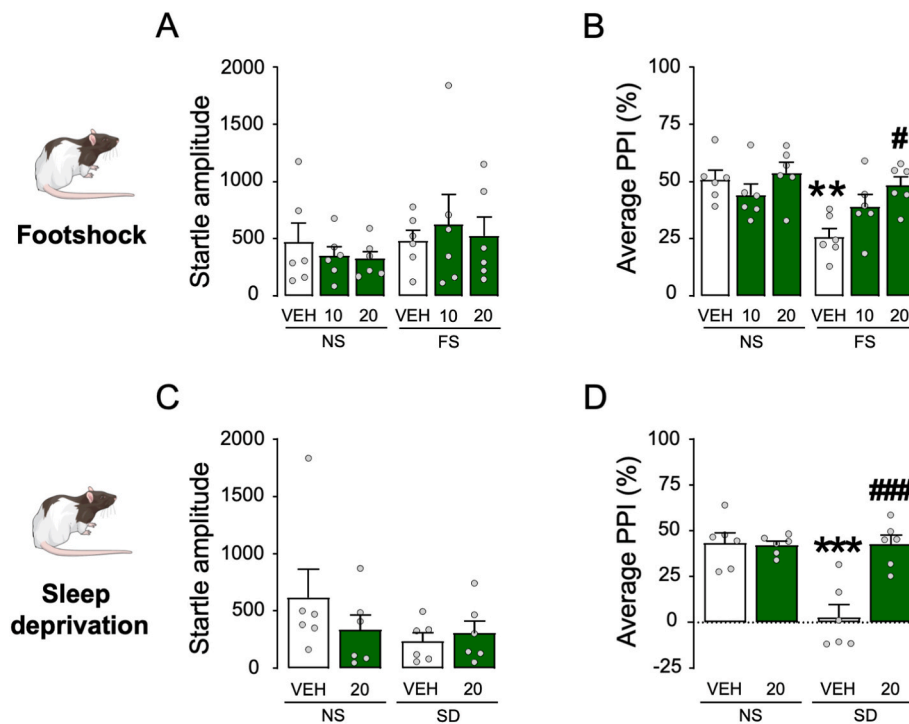 A
B
Footshock
Startle amplitude
2000
1500
1000
500
0
VEH 10 20 VEH 10 20
NS FS
Average PPI (%)
100
75
50
25
0
** #
VEH 10 20 VEH 10 20
NS FS
C
D
Sleep
deprivation
Startle amplitude
2000
1500
1000
500
0
VEH 20 VEH 20
NS SD
Average PPI (%)
100
75
50
25
0
-25
*** ###
VEH 20 VEH 20
NS SD